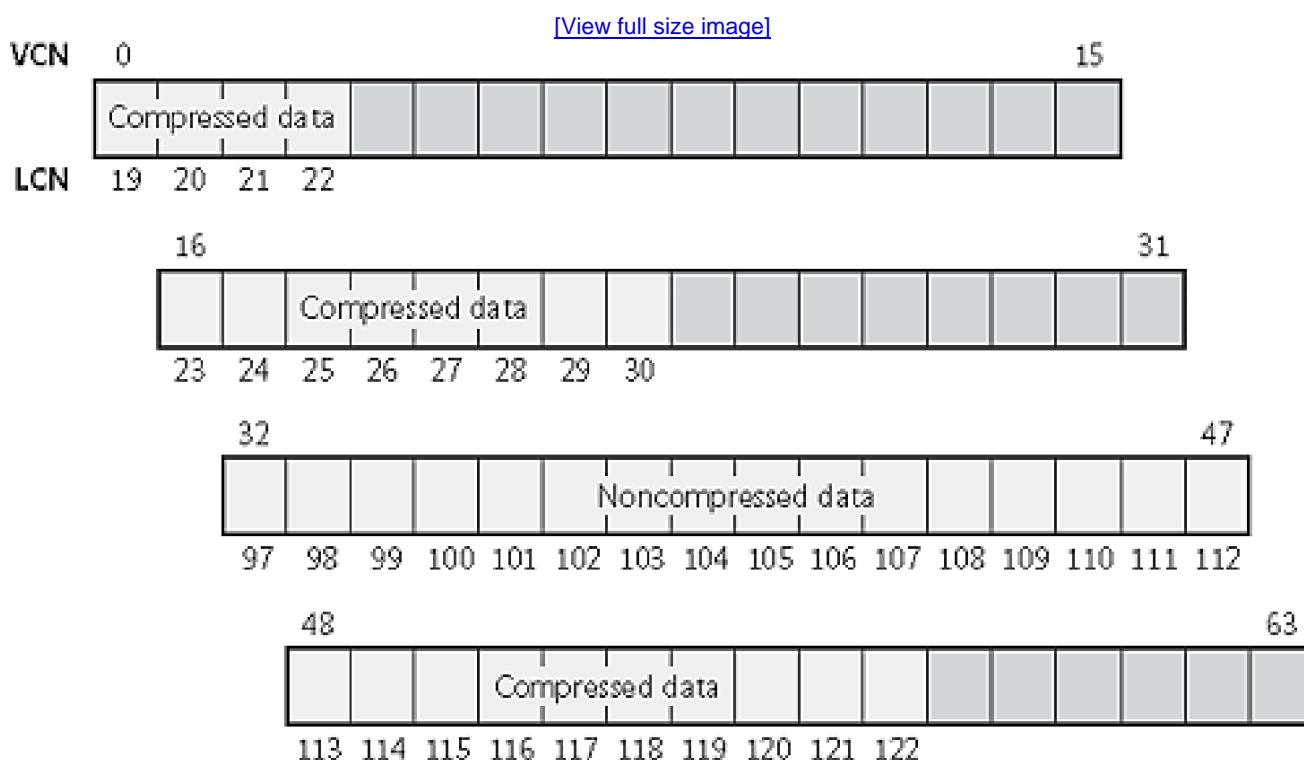 [View full size image]
VCN 0 15
Compressed data
LCN 19 20 21 22
16 31
Compressed data
23 24 25 26 27 28 29 30
32 47
Noncompressed data
97 98 99 100 101 102 103 104 105 106 107 108 109 110 111 112
48 63
Compressed data
113 114 115 116 117 118 119 120 121 122